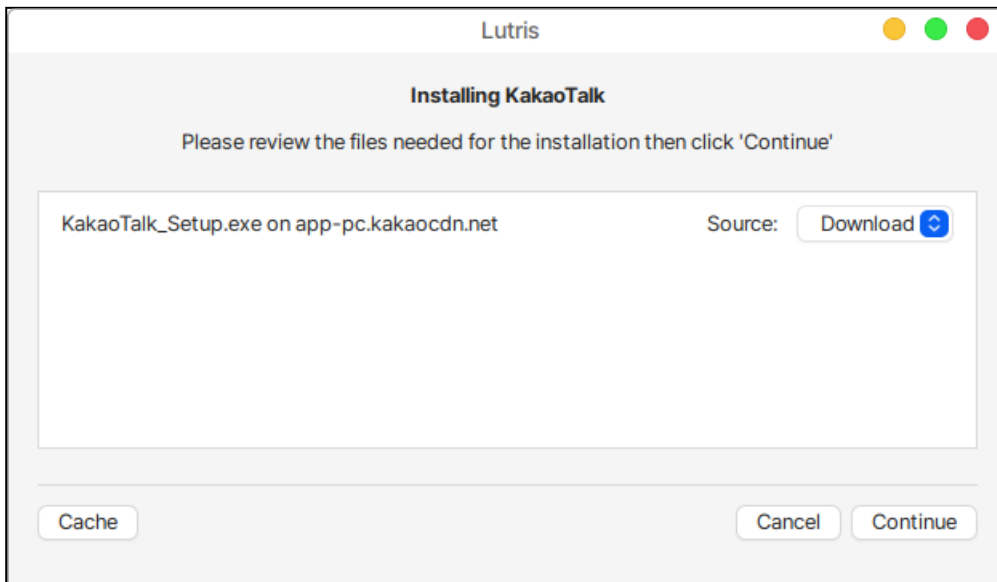 Lutris
Installing KakaoTalk
Please review the files needed for the installation then click 'Continue'
KakaoTalk_Setup.exe on app-pc.kakaocdn.net Source: Download
Cache Cancel Continue